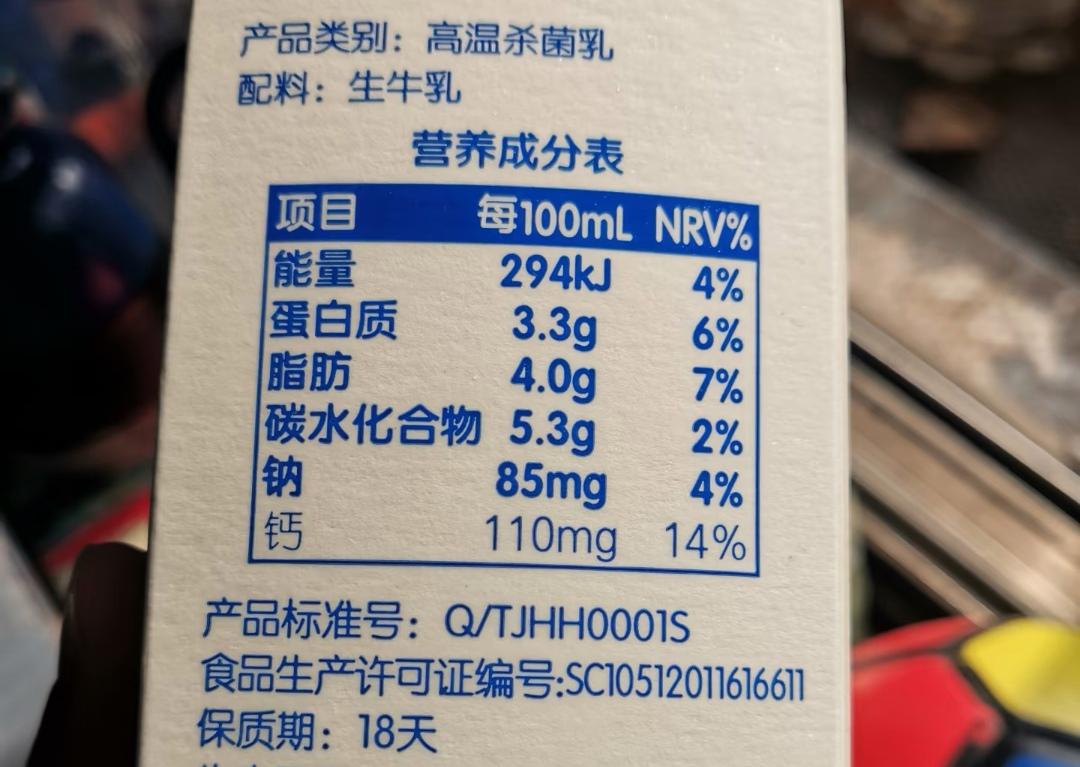 产品类别：高温杀菌乳
配料：生牛乳
营养成分表
项目 每100mL NRV%
能量 294kJ 4%
蛋白质 3.3g 6%
脂肪 4.0g 7%
碳水化合物 5.3g 2%
钠 85mg 4%
钙 110mg 14%
产品标准号：Q/TJHH0001S
食品生产许可证编号:SC10512011616611
保质期：18天